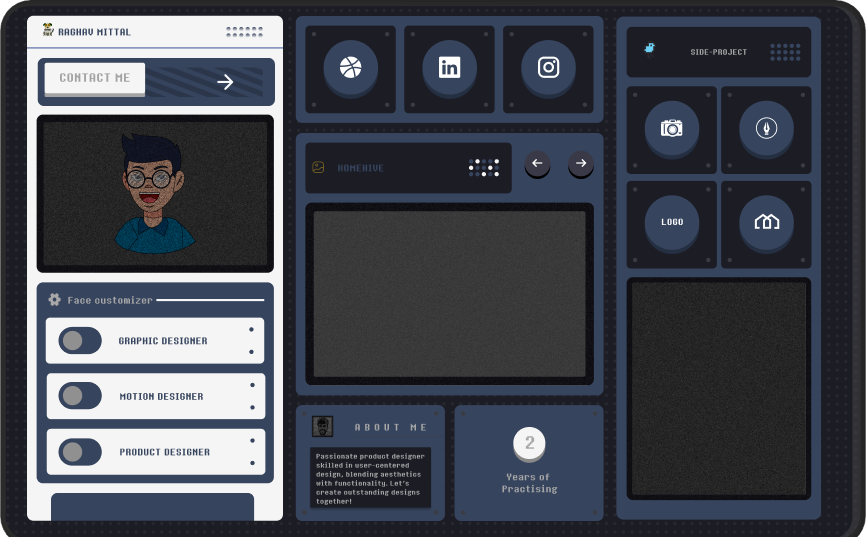 RAGHAV MITTAL
CONTACT ME
Face customizer
GRAPHIC DESIGNER
MOTION DESIGNER
PRODUCT DESIGNER
in
HOMEHIVE
ABOUT ME
Passionate product designer
skilled in user-centered
design, blending aesthetics
with functionality. Let's
create outstanding designs
together!
2
Years of
Practising
SIDE-PROJECT
LOGO